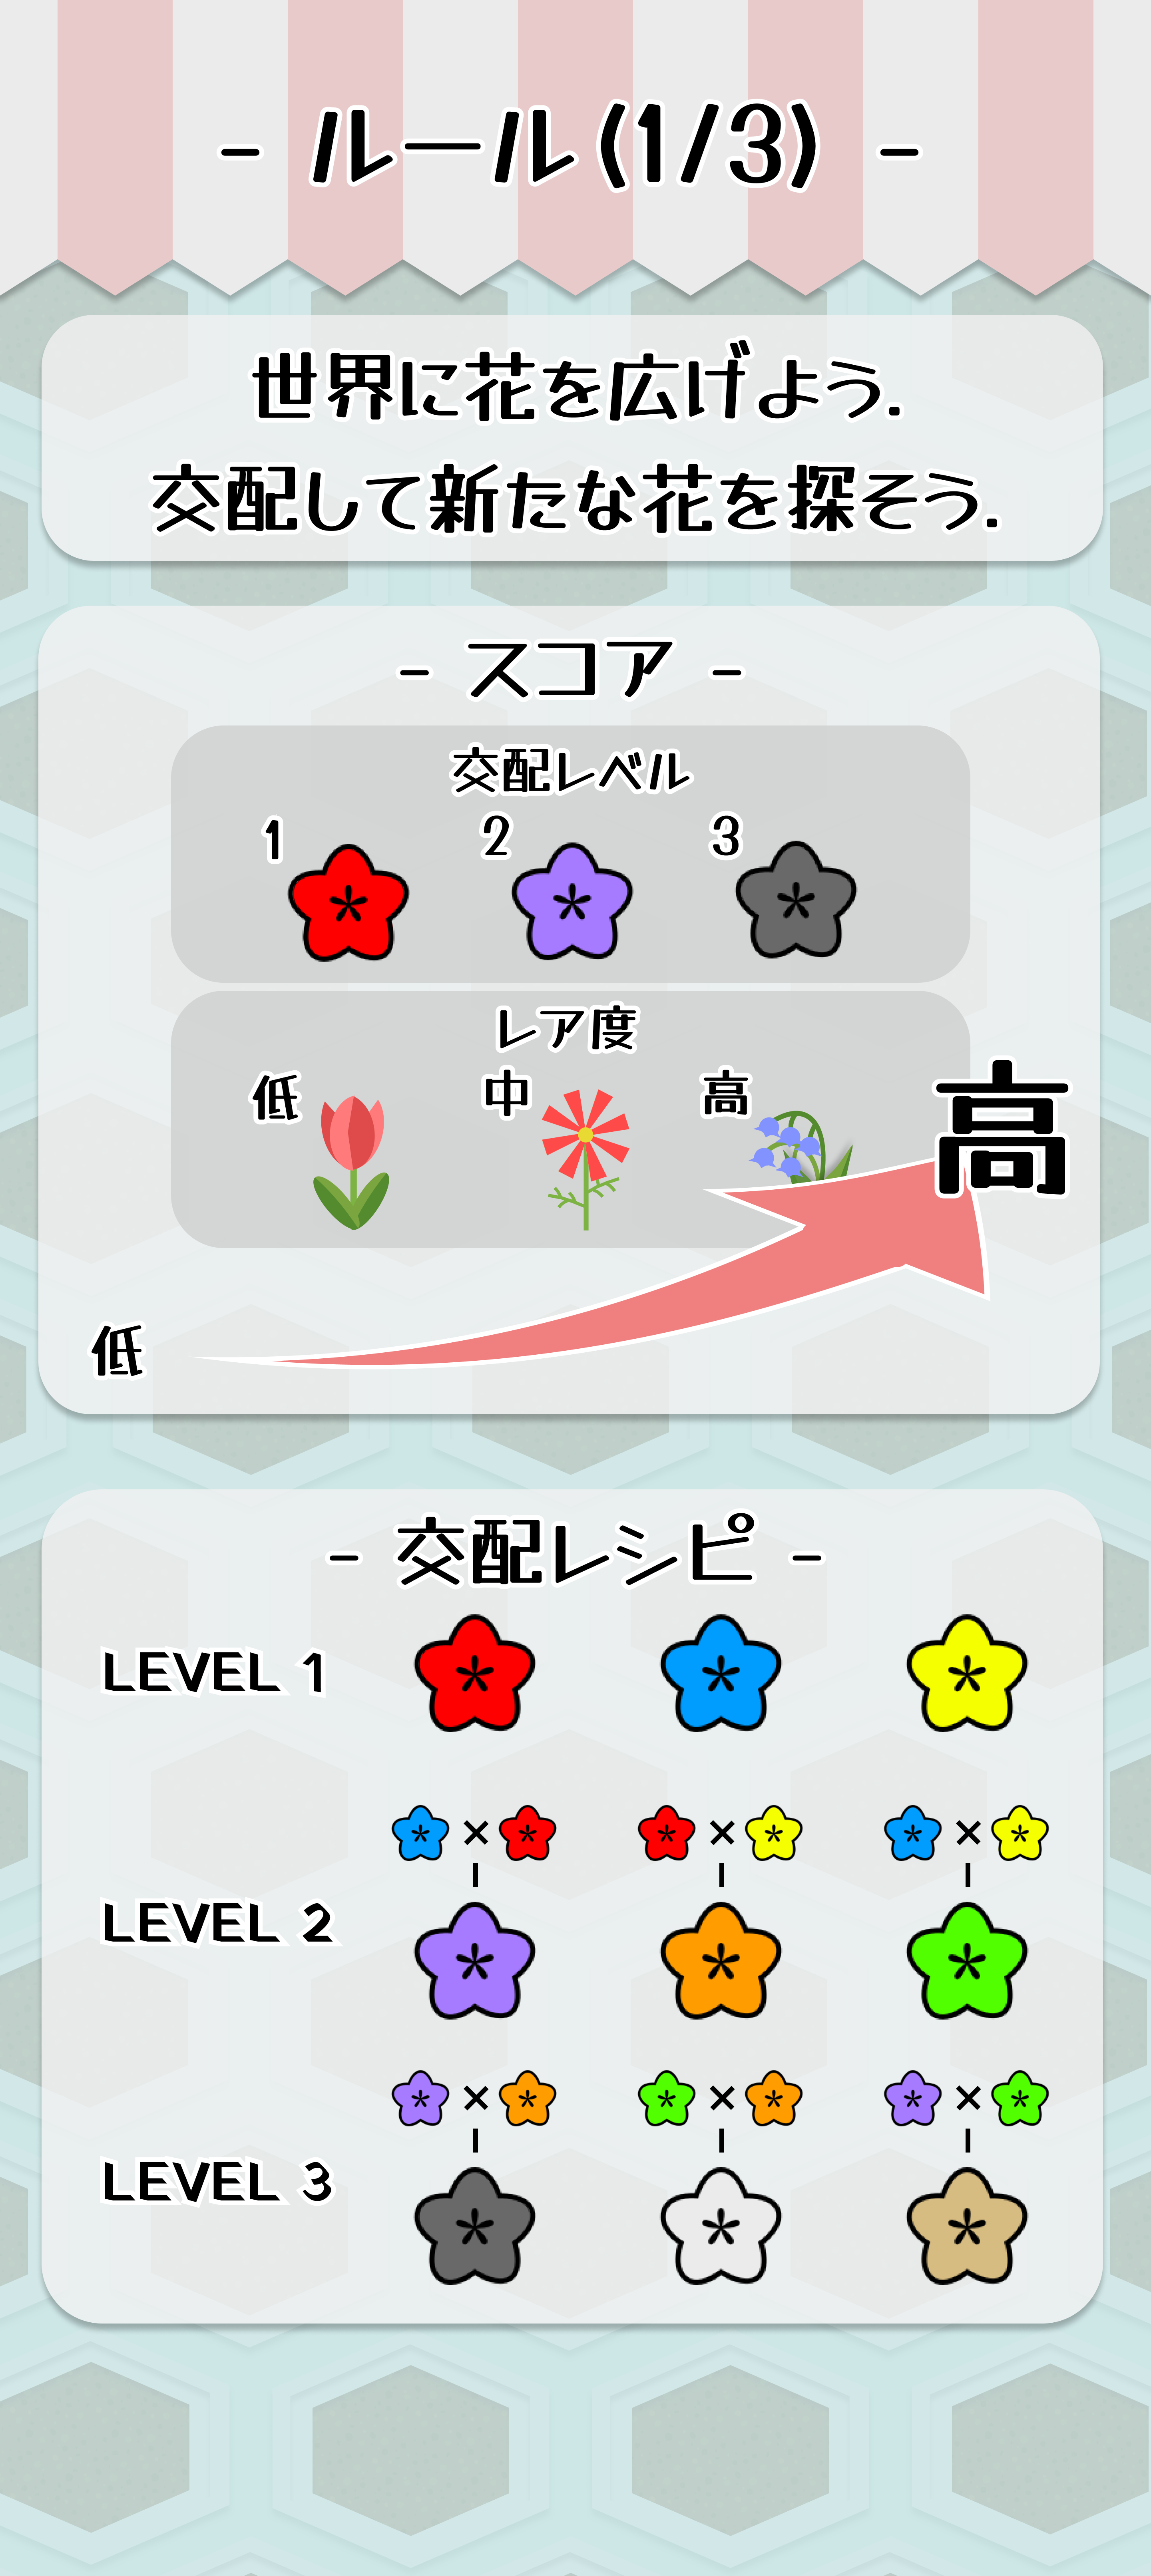 - ルール(1/3) -
世界に花を広げよう.
交配して新たな花を探そう.
- スコア -
交配レベル
1 2 3
レア度
低 中 高
高
低
- 交配レシピ -
LEVEL 1
× × ×
LEVEL 2
× × ×
LEVEL 3